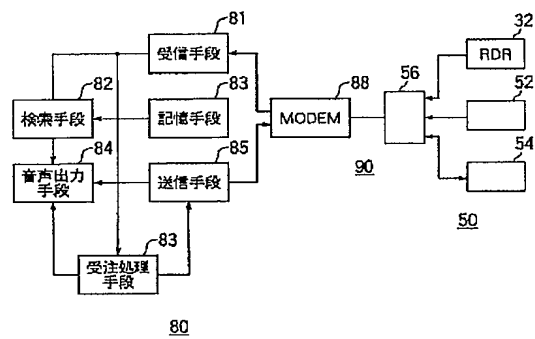 81
受信手段
82
検索手段
83
記憶手段
84
音声出力
手段
85
送信手段
83
受注処理
手段
80
88
MODEM
90
56
32
RDR
52
54
50